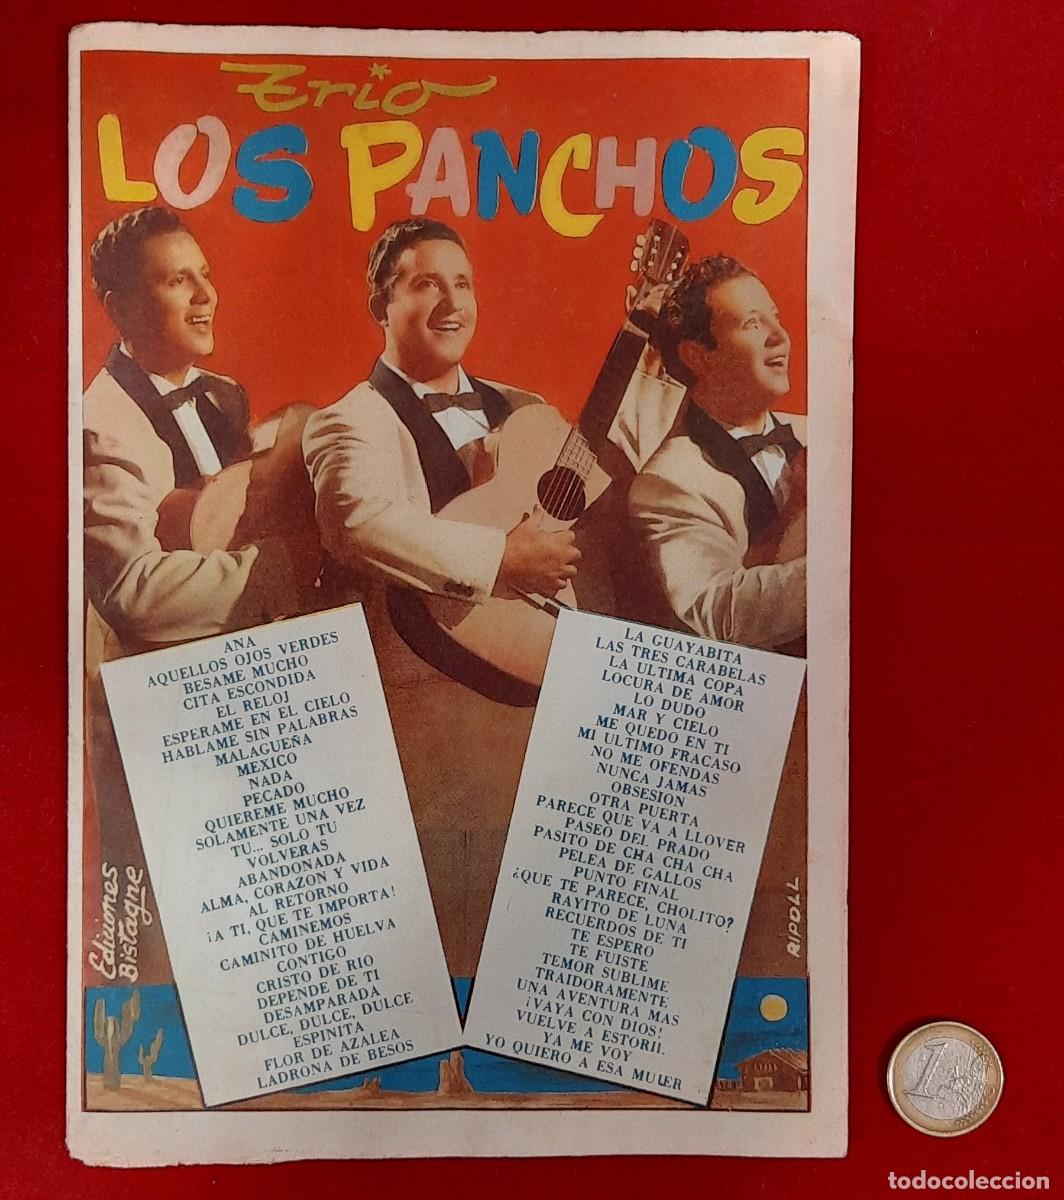 Trio
LOS PANCHOS
ANA
AQUELLOS OJOS VERDES
BESAME MUCHO
CITA ESCONDIDA
EL RELOJ
ESPERAME EN EL CIELO
HABLAME SIN PALABRAS
MALAGUEÑA
MEXICO
NADA
PECADO
QUIEREME MUCHO
SOLAMENTE UNA VEZ
TU... SOLO TU
VOLVERAS
ABANDONADA
ALMA, CORAZON Y VIDA
AL RETORNO
¡A TI, QUE TE IMPORTA!
CAMINEMOS
CAMINITO DE HUELVA
CONTIGO
CRISTO DE RIO
DEPENDE DE TI
DESAMPARADA
DULCE, DULCE, DULCE
ESPINITA
FLOR DE AZALEA
LADRONA DE BESOS
LA GUAYABITA
LAS TRES CARABELAS
LA ULTIMA COPA
LOCURA DE AMOR
LO DUDO
MAR Y CIELO
ME QUEDO EN TI
MI ULTIMO FRACASO
NO ME OFENDAS
NUNCA JAMAS
OBSESION
OTRA PUERTA
PARECE QUE VA A LLOVER
PASEO DEL PRADO
PASITO DE CHA CHA CHA
PELEA DE GALLOS
PUNTO FINAL
¿QUE TE PARECE, CHOLITO?
RAYITO DE LUNA
RECUERDOS DE TI
TE ESPERO
TE FUISTE
TEMOR SUBLIME
TRAIDORAMENTE
UNA AVENTURA MAS
¡VAYA CON DIOS!
VUELVE A ESTORIL
YA ME VOY
YO QUIERO A ESA MUJER
Ediciones
Bistagne
RIPOLL
1
EURO
todocoleccion